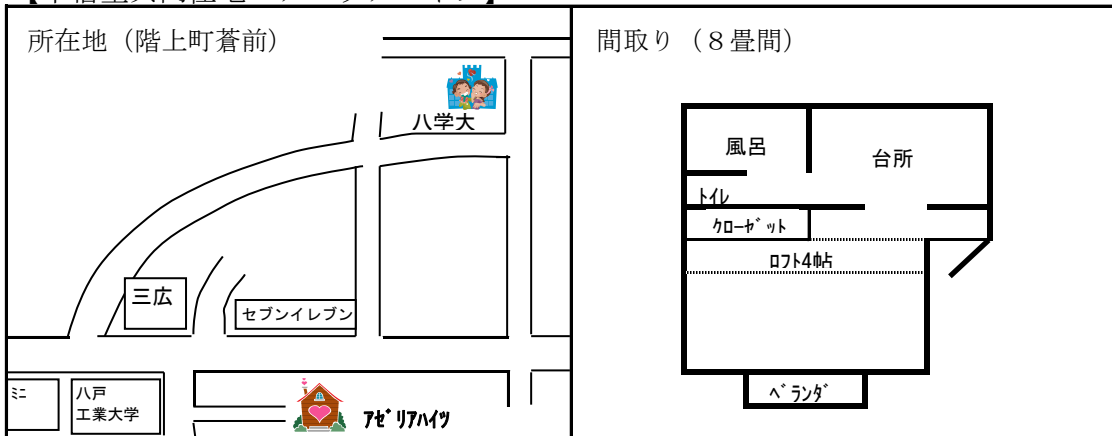 所在地（階上町蒼前）
八学大
三広
セブンイレブン
ミニ
八戸
工業大学
アゼリアハイツ
間取り（８畳間）
風呂
台所
トイレ
クローゼット
ロフト4帖
ベランダ